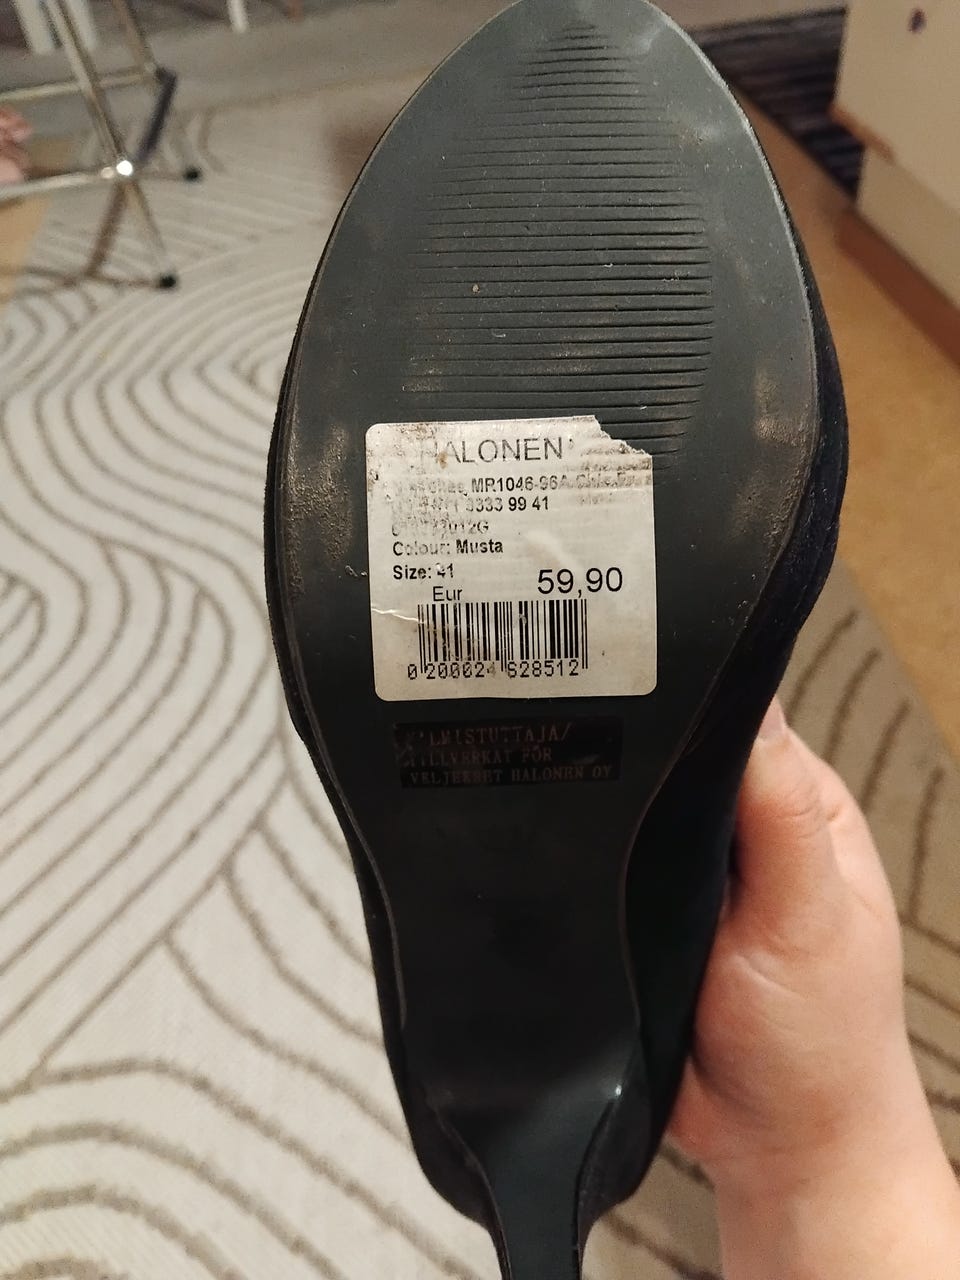 HALONEN
MR1046-96A
3333 99 41
Colour: Musta
Size: 41
59,90
Eur
0 200024 628512
VALMISTUTTAJA/
TILLVERKAT FÖR
VELJEKSET HALONEN OY